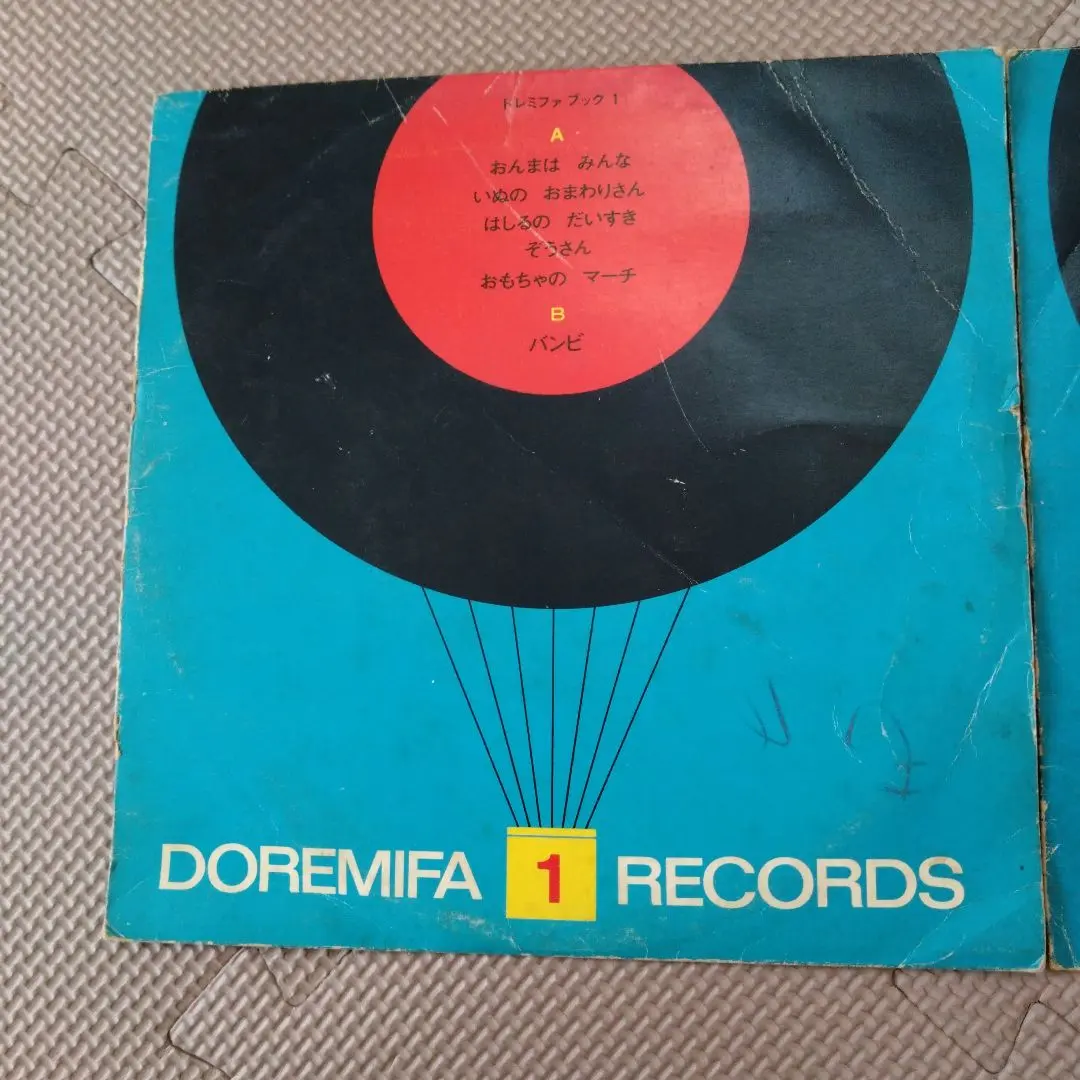 ドレミファ ブック 1
A
おんまは みんな
いぬの おまわりさん
はしるの だいすき
ぞうさん
おもちゃの マーチ
B
バンビ
DOREMIFA 1 RECORDS